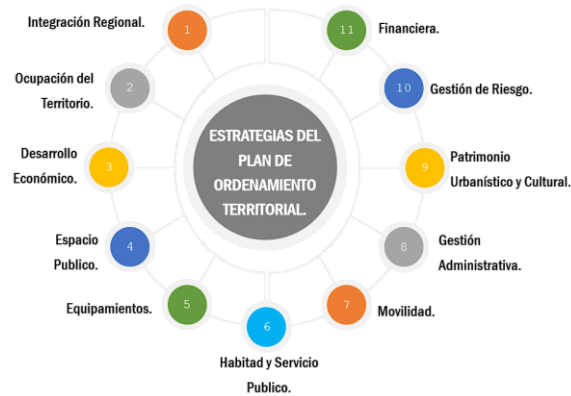 ESTRATEGIAS DEL
PLAN DE
ORDENAMIENTO
TERRITORIAL.
1
Integración Regional.
2
Ocupación del
Territorio.
3
Desarrollo
Económico.
4
Espacio
Publico.
5
Equipamientos.
6
Habitad y Servicio
Publico.
7
Movilidad.
8
Gestión
Administrativa.
9
Patrimonio
Urbanístico y Cultural.
10
Gestión de Riesgo.
11
Financiera.